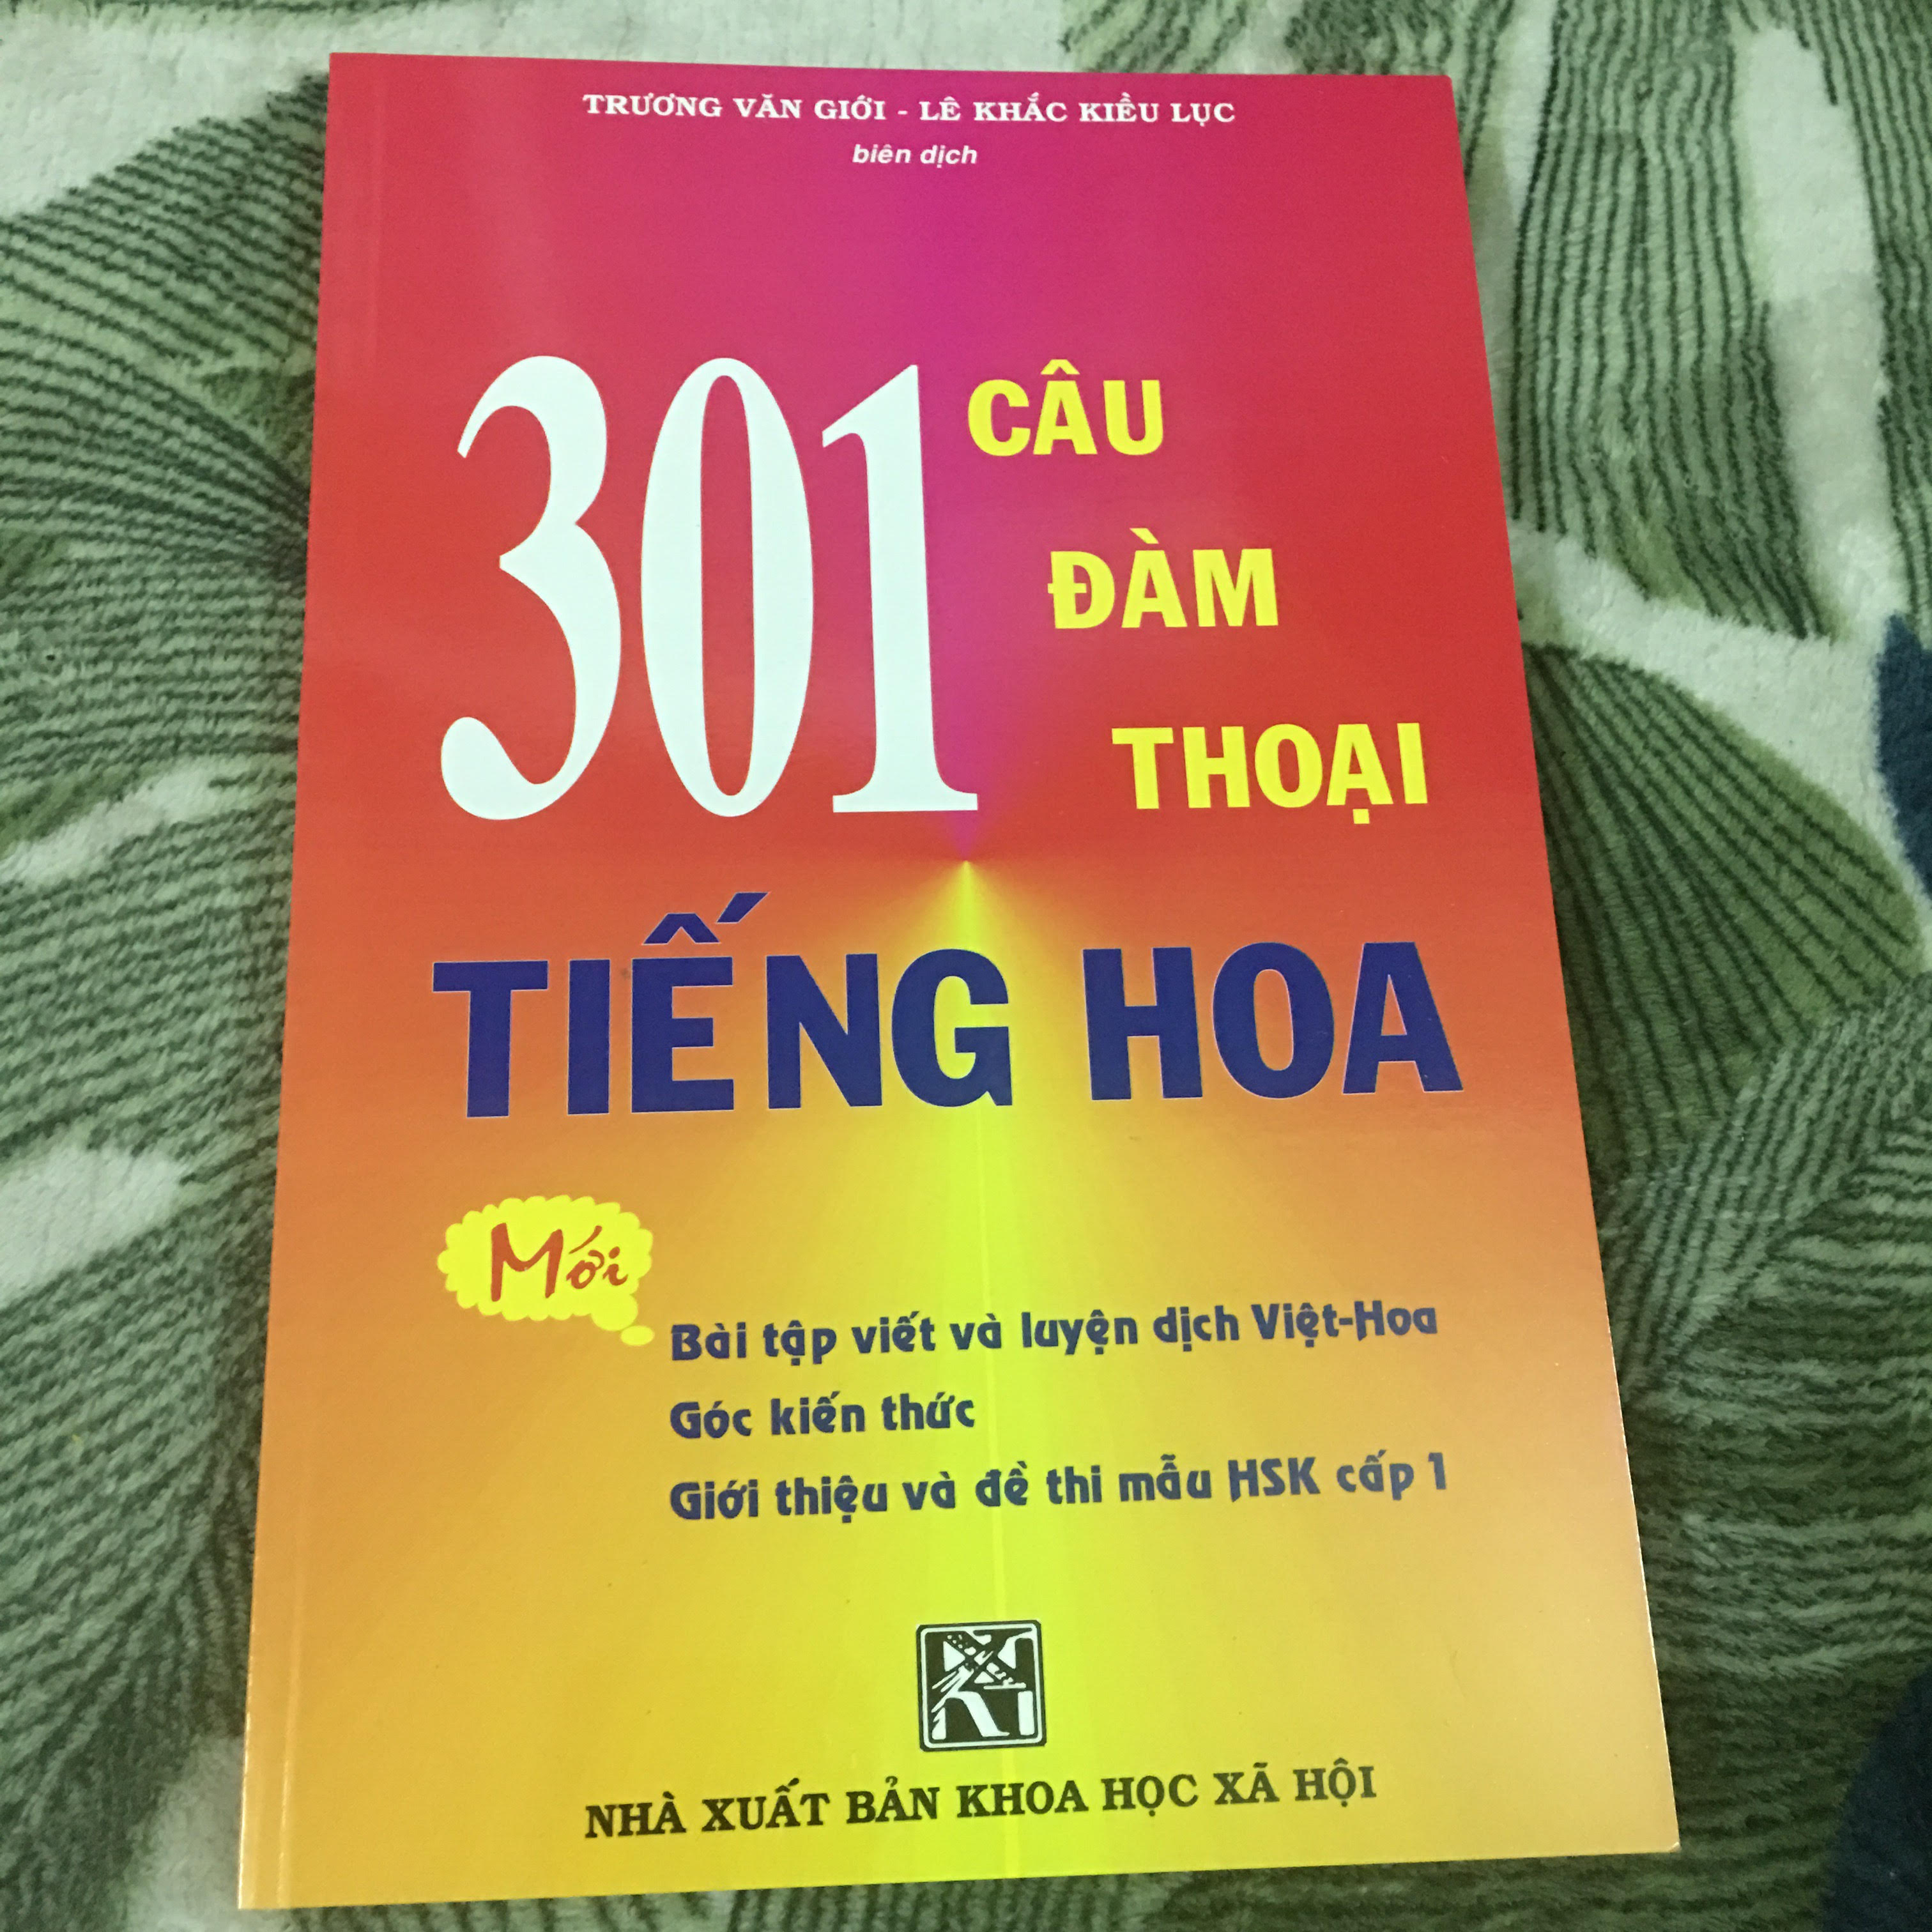 TRƯƠNG VĂN GIỚI - LÊ KHẮC KIỀU LỤC
biên dịch
301 CÂU
ĐÀM
THOẠI
TIẾNG HOA
Mới
Bài tập viết và luyện dịch Việt-Hoa
Góc kiến thức
Giới thiệu và đề thi mẫu HSK cấp 1
NHÀ XUẤT BẢN KHOA HỌC XÃ HỘI